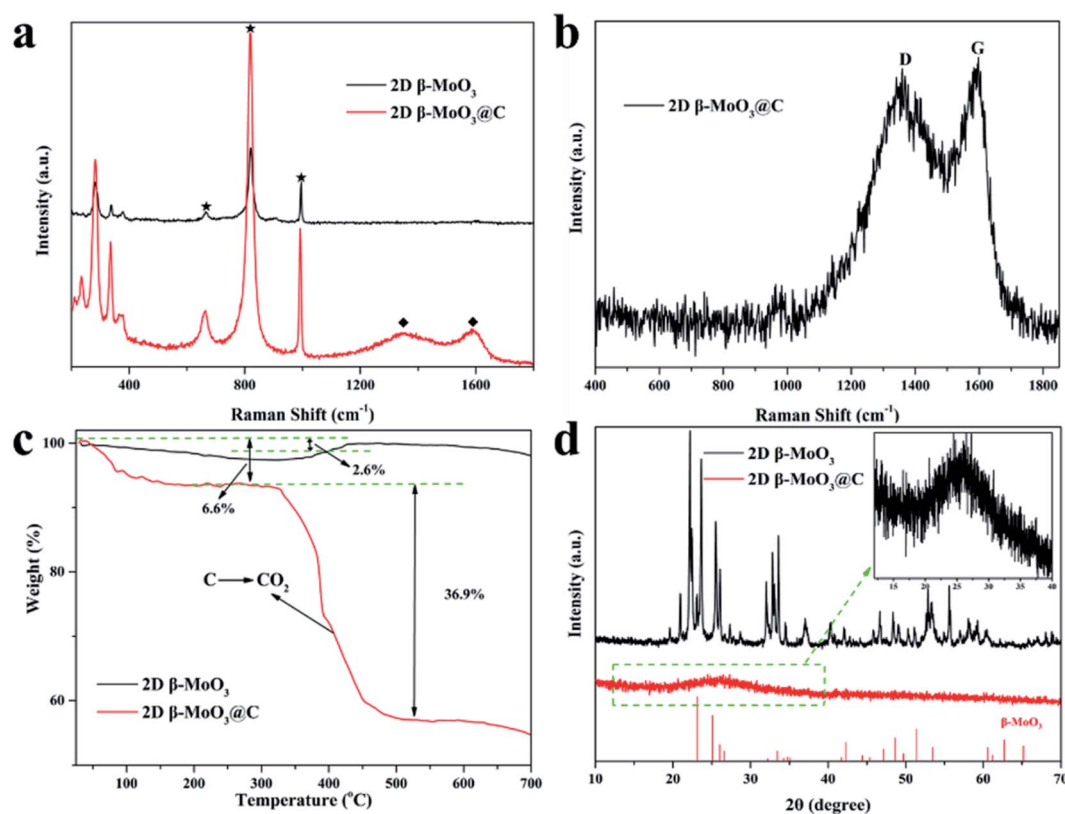 a
★
2D β-MoO₃
2D β-MoO₃@C
★
★
◆
◆
Intensity (a.u.)
400
800
1200
1600
Raman Shift (cm⁻¹)
b
D
G
2D β-MoO₃@C
Intensity (a.u.)
400 600 800 1000 1200 1400 1600 1800
Raman Shift (cm⁻¹)
c
100
80
60
Weight (%)
2.6%
6.6%
C → CO₂
36.9%
2D β-MoO₃
2D β-MoO₃@C
100 200 300 400 500 600 700
Temperature (°C)
d
2D β-MoO₃
2D β-MoO₃@C
15 20 25 30 35 40
Intensity (a.u.)
β-MoO₃
10 20 30 40 50 60 70
2θ (degree)